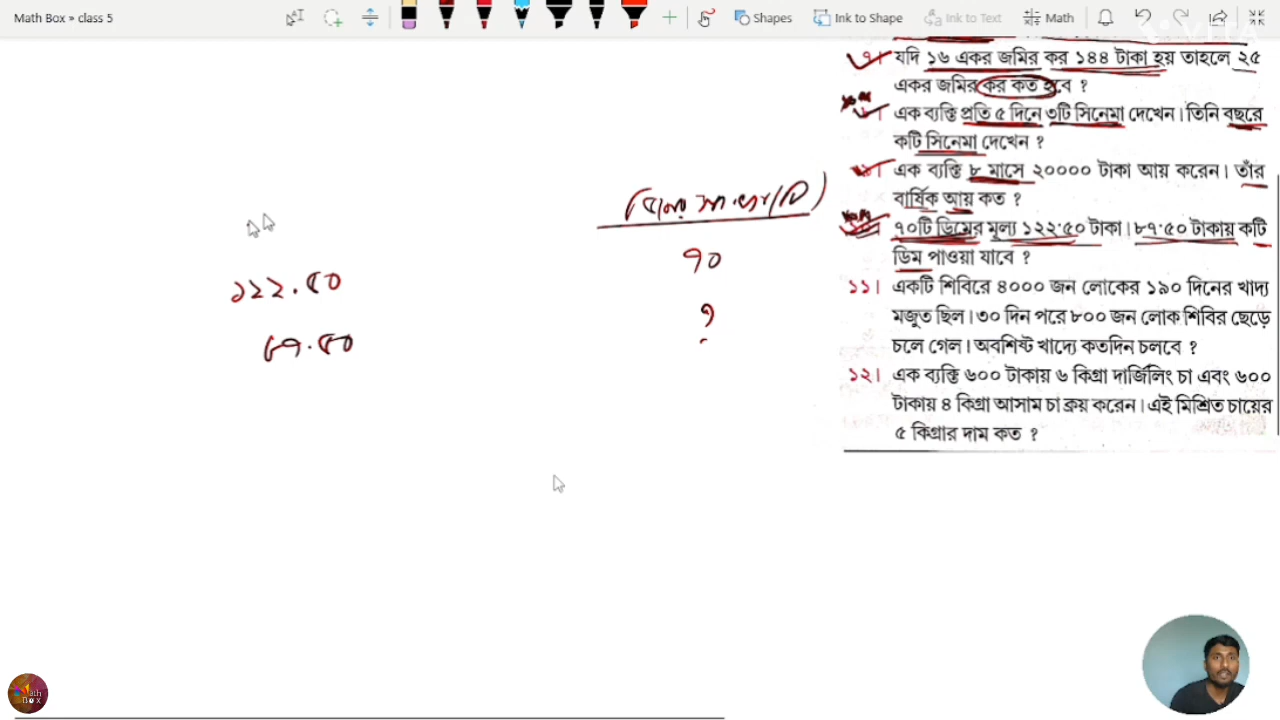 Math Box » class 5
Shapes
Ink to Shape
Ink to Text
Math
৭। যদি ১৬ একর জমির কর ১৪৪ টাকা হয় তাহলে ২৫
একর জমির কর কত হবে ?
এক ব্যক্তি প্রতি ৫ দিনে ৩টি সিনেমা দেখেন। তিনি বছরে
কটি সিনেমা দেখেন ?
এক ব্যক্তি ৮ মাসে ২০০০০ টাকা আয় করেন। তাঁর
বার্ষিক আয় কত ?
৭০টি ডিমের মূল্য ১২২·৫০ টাকা। ৮৭·৫০ টাকায় কটি
ডিম পাওয়া যাবে ?
১১। একটি শিবিরে ৪০০০ জন লোকের ১৯০ দিনের খাদ্য
মজুত ছিল। ৩০ দিন পরে ৮০০ জন লোক শিবির ছেড়ে
চলে গেল। অবশিষ্ট খাদ্যে কতদিন চলবে ?
১২। এক ব্যক্তি ৬০০ টাকায় ৬ কিগ্রা দার্জিলিং চা এবং ৬০০
টাকায় ৪ কিগ্রা আসাম চা ক্রয় করেন। এই মিশ্রিত চায়ের
৫ কিগ্রার দাম কত ?
ডিমের সংখ্যা (টি)
৭০
১২২.৫০
?
৮৭.৫০
Math
Box